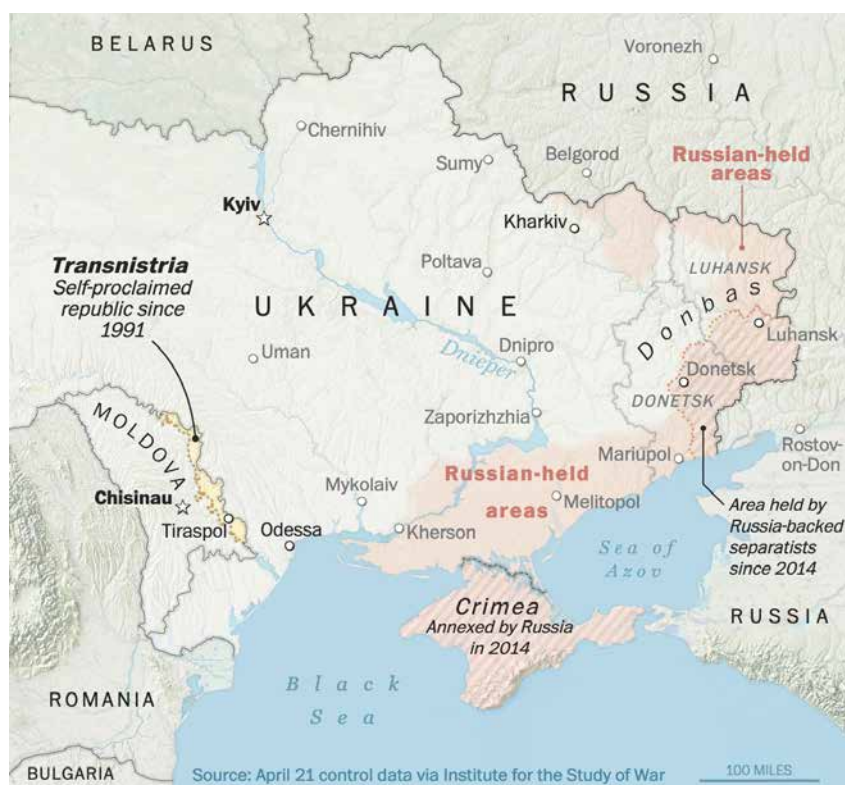 BELARUS
Voronezh
RUSSIA
Chernihiv
Sumy
Belgorod
Russian-held
areas
Kyiv
Kharkiv
Transnistria
Self-proclaimed
republic since
1991
Poltava
LUHANSK
UKRAINE
Donbas
Luhansk
Uman
Dnieper
Dnipro
Donetsk
DONETSK
MOLDOVA
Zaporizhzhia
Mariupol
Rostov-
on-Don
Chisinau
Mykolaiv
Russian-held
areas
Melitopol
Tiraspol
Odessa
Kherson
Area held by
Russia-backed
separatists
since 2014
Sea of
Azov
Crimea
Annexed by Russia
in 2014
RUSSIA
ROMANIA
Black
Sea
BULGARIA
Source: April 21 control data via Institute for the Study of War
100 MILES